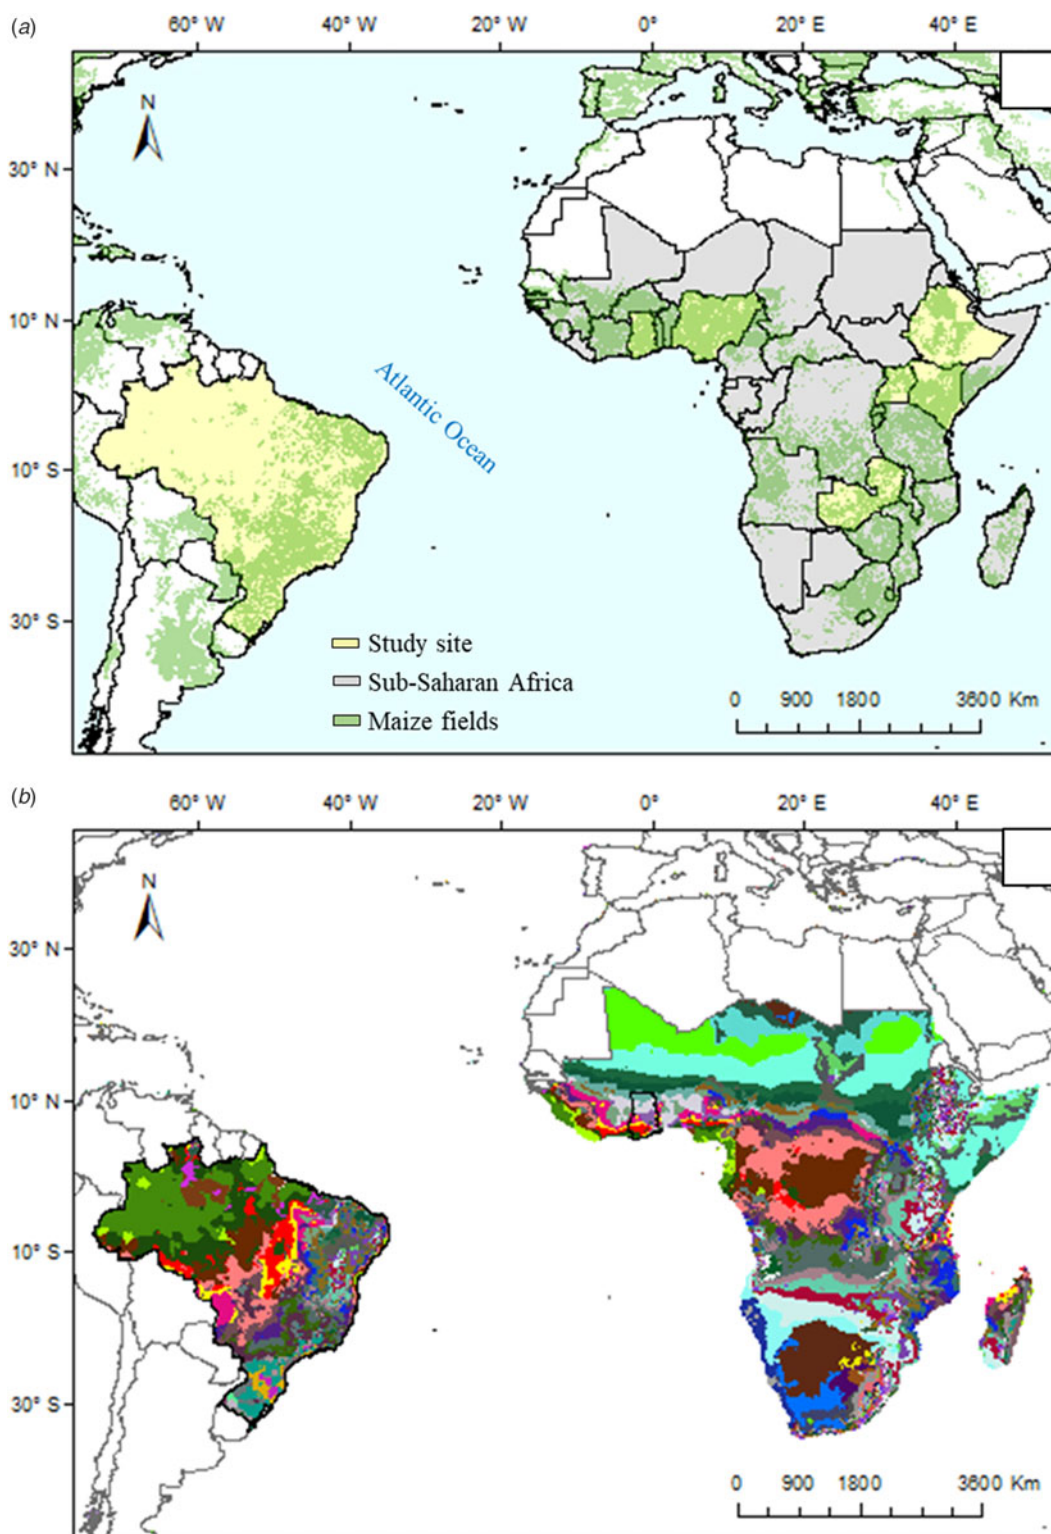 (a)
60° W 40° W 20° W 0° 20° E 40° E
N
30° N
10° N
Atlantic Ocean
10° S
30° S
Study site
Sub-Saharan Africa
Maize fields
0 900 1800 3600 Km
(b)
60° W 40° W 20° W 0° 20° E 40° E
N
30° N
10° N
10° S
30° S
0 900 1800 3600 Km